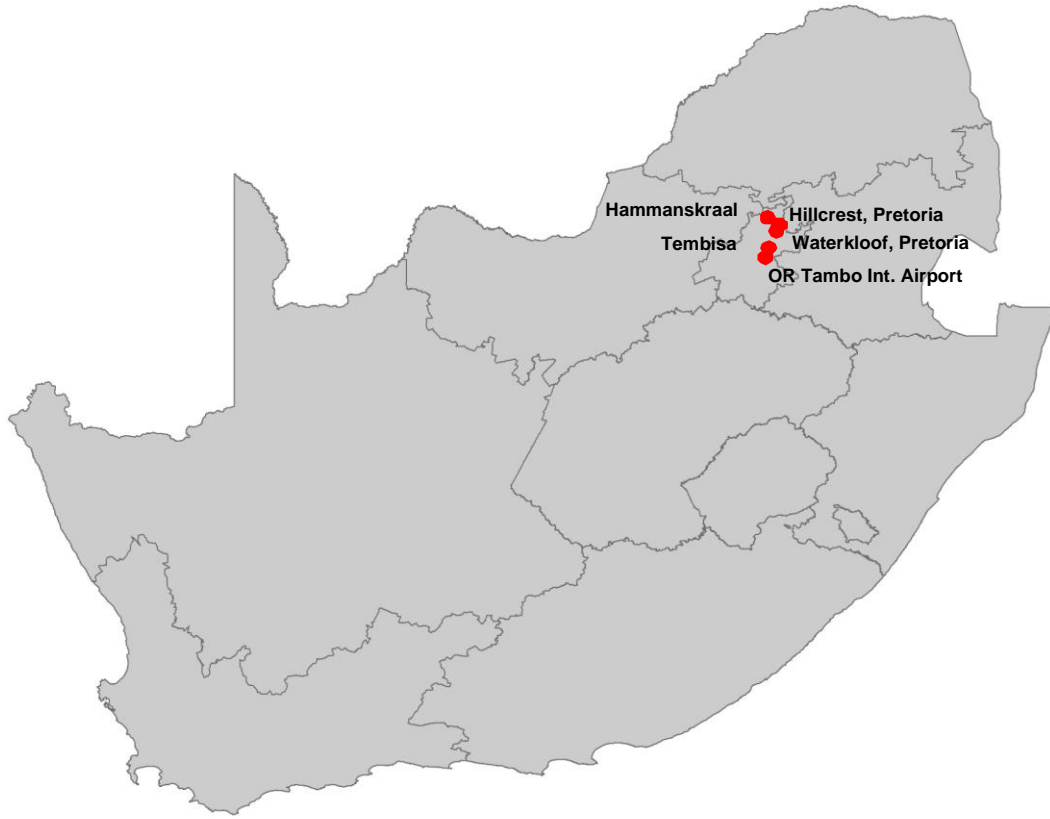 Hammanskraal
Hillcrest, Pretoria
Tembisa
Waterkloof, Pretoria
OR Tambo Int. Airport